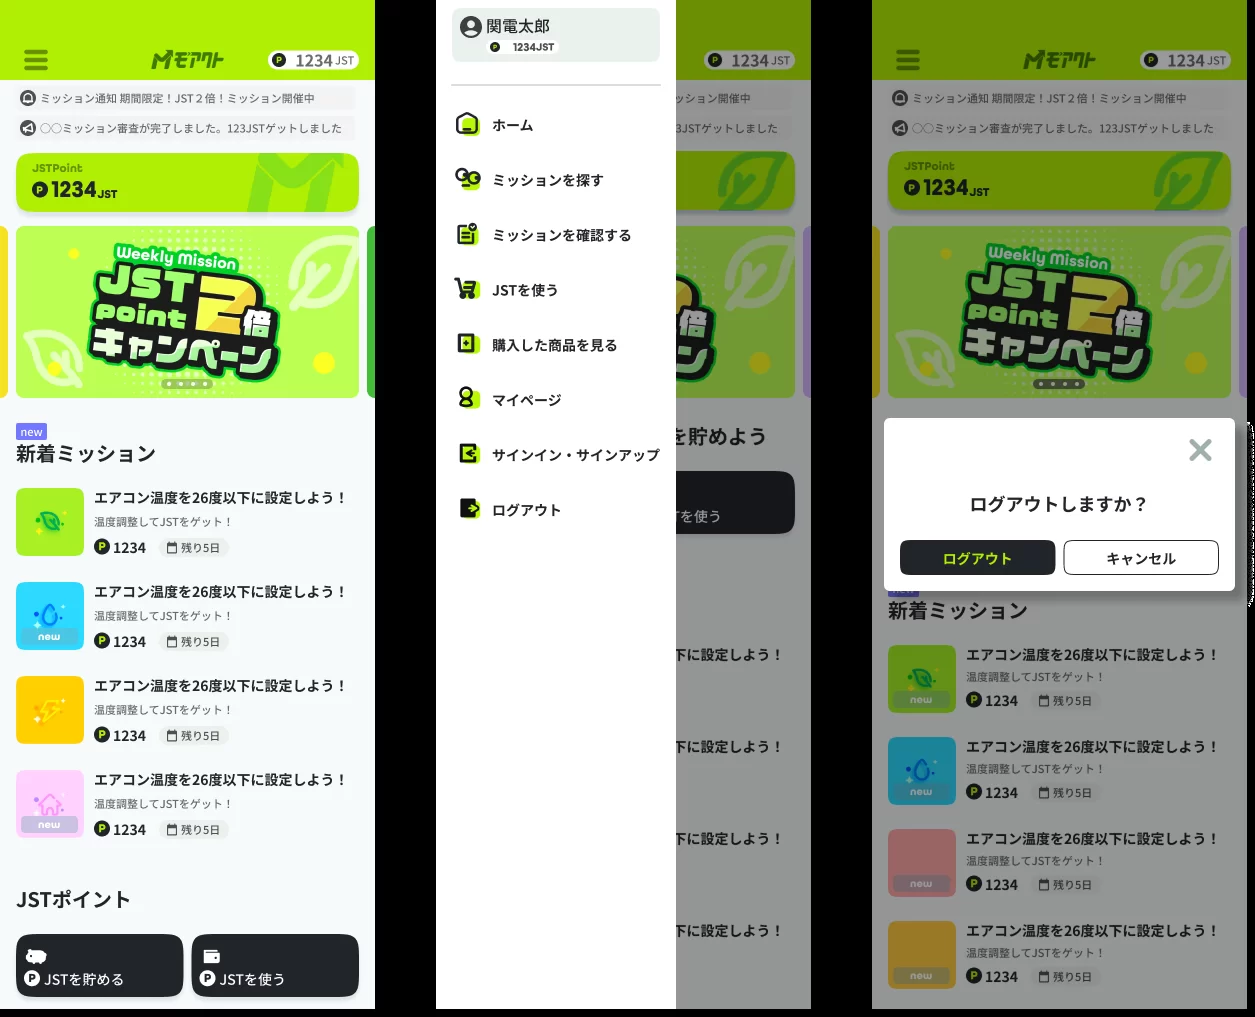 モアクト
P 1234 JST
ミッション通知 期間限定！JST２倍！ミッション開催中
○○ミッション審査が完了しました。123JSTゲットしました
JSTPoint
P 1234 JST
Weekly Mission
JST
point 2倍
キャンペーン
new
新着ミッション
エアコン温度を26度以下に設定しよう！
温度調整してJSTをゲット！
P 1234 残り5日
エアコン温度を26度以下に設定しよう！
温度調整してJSTをゲット！
new
P 1234 残り5日
エアコン温度を26度以下に設定しよう！
温度調整してJSTをゲット！
P 1234 残り5日
エアコン温度を26度以下に設定しよう！
温度調整してJSTをゲット！
new
P 1234 残り5日
JSTポイント
P JSTを貯める
P JSTを使う
関電太郎
P 1234JST
ホーム
ミッションを探す
ミッションを確認する
JSTを使う
購入した商品を見る
マイページ
サインイン・サインアップ
ログアウト
P 1234 JST
ッション開催中
3JSTゲットしました
倍
ン
を貯めよう
Tを使う
下に設定しよう！
下に設定しよう！
下に設定しよう！
下に設定しよう！
モアクト
P 1234 JST
ミッション通知 期間限定！JST２倍！ミッション開催中
○○ミッション審査が完了しました。123JSTゲットしました
JSTPoint
P 1234 JST
Weekly Mission
JST
point 2倍
キャンペーン
ログアウトしますか？
ログアウト
キャンセル
new
新着ミッション
エアコン温度を26度以下に設定しよう！
温度調整してJSTをゲット！
new
P 1234 残り5日
エアコン温度を26度以下に設定しよう！
温度調整してJSTをゲット！
new
P 1234 残り5日
エアコン温度を26度以下に設定しよう！
温度調整してJSTをゲット！
new
P 1234 残り5日
エアコン温度を26度以下に設定しよう！
温度調整してJSTをゲット！
new
P 1234 残り5日